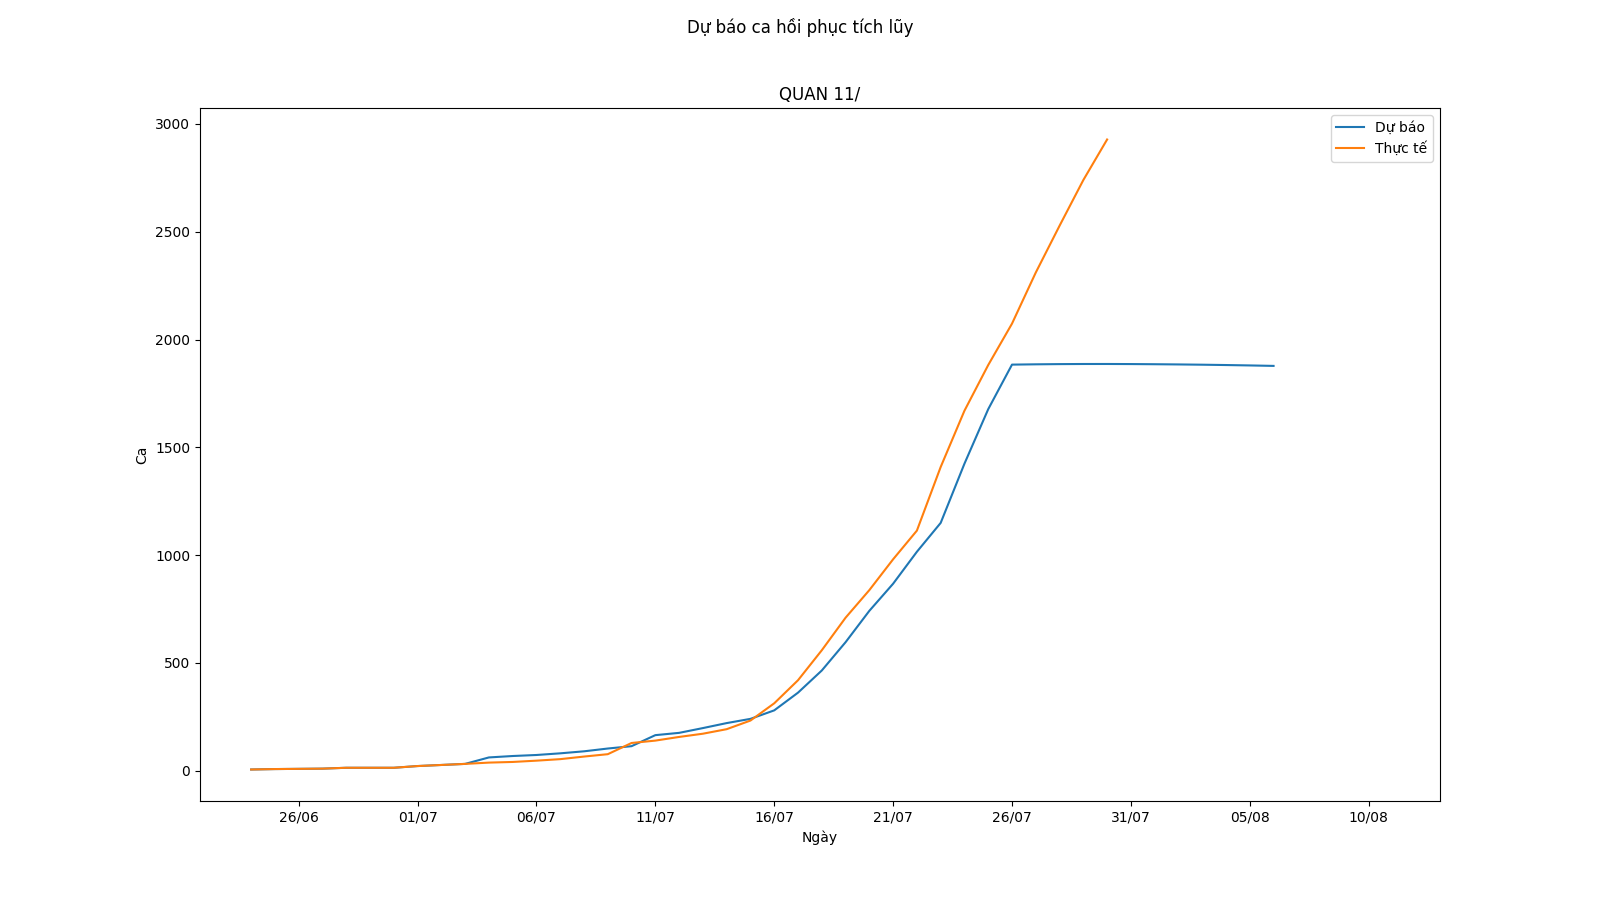 Dự báo ca hồi phục tích lũy
QUAN 11/
3000
2500
2000
1500
1000
500
0
Ca
Dự báo
Thực tế
26/06
01/07
06/07
11/07
16/07
21/07
26/07
31/07
05/08
10/08
Ngày